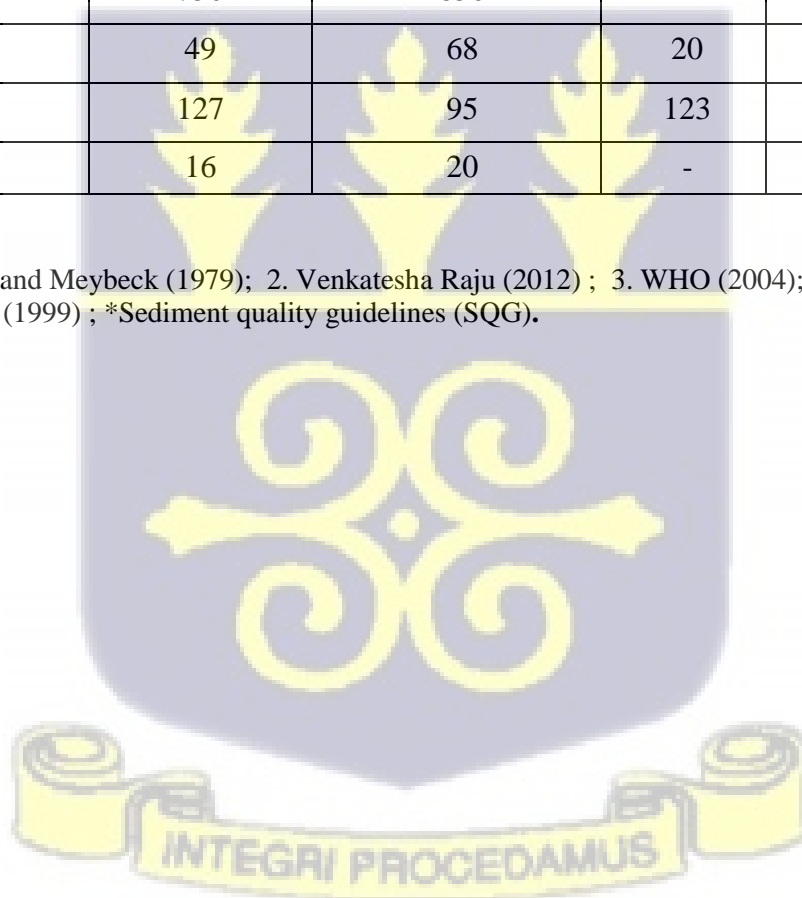 49 68 20
127 95 123
16 20 -
and Meybeck (1979); 2. Venkatesha Raju (2012) ; 3. WHO (2004);
(1999) ; *Sediment quality guidelines (SQG).
INTEGRI PROCEDAMUS